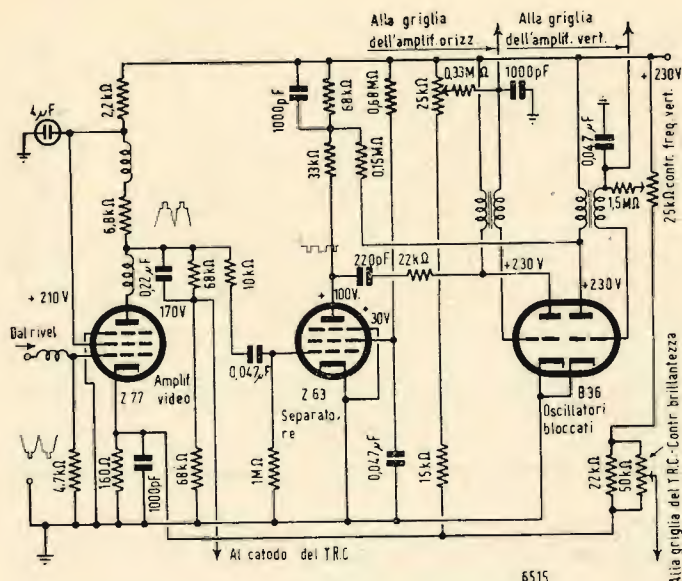 Alla griglia
dell'amplif. orizz
Alla griglia
dell'amplif. vert.
4μF
2,2kΩ
1000pF
68kΩ
0,68MΩ
25kΩ
0,33MΩ
1000pF
+ 230V
0,047μF
33kΩ
0,15MΩ
1,5MΩ
25kΩ contr. freq. vert.
6,8kΩ
0,22μF
170V
68kΩ
10kΩ
220pF
22kΩ
+230V
+230V
+ 210V
+
100V.
+
30V
Dal rivel
Z 77
Amplif
video
0,047μF
Z 63
Separato,
re
B36
Oscillatori
bloccati
4,7kΩ
160Ω
1000pF
68kΩ
1MΩ
0,047μF
15kΩ
22kΩ
50kΩ
Alla griglia del T.R.C.-Contr brillantezza
Al catodo del T.R.C
6515